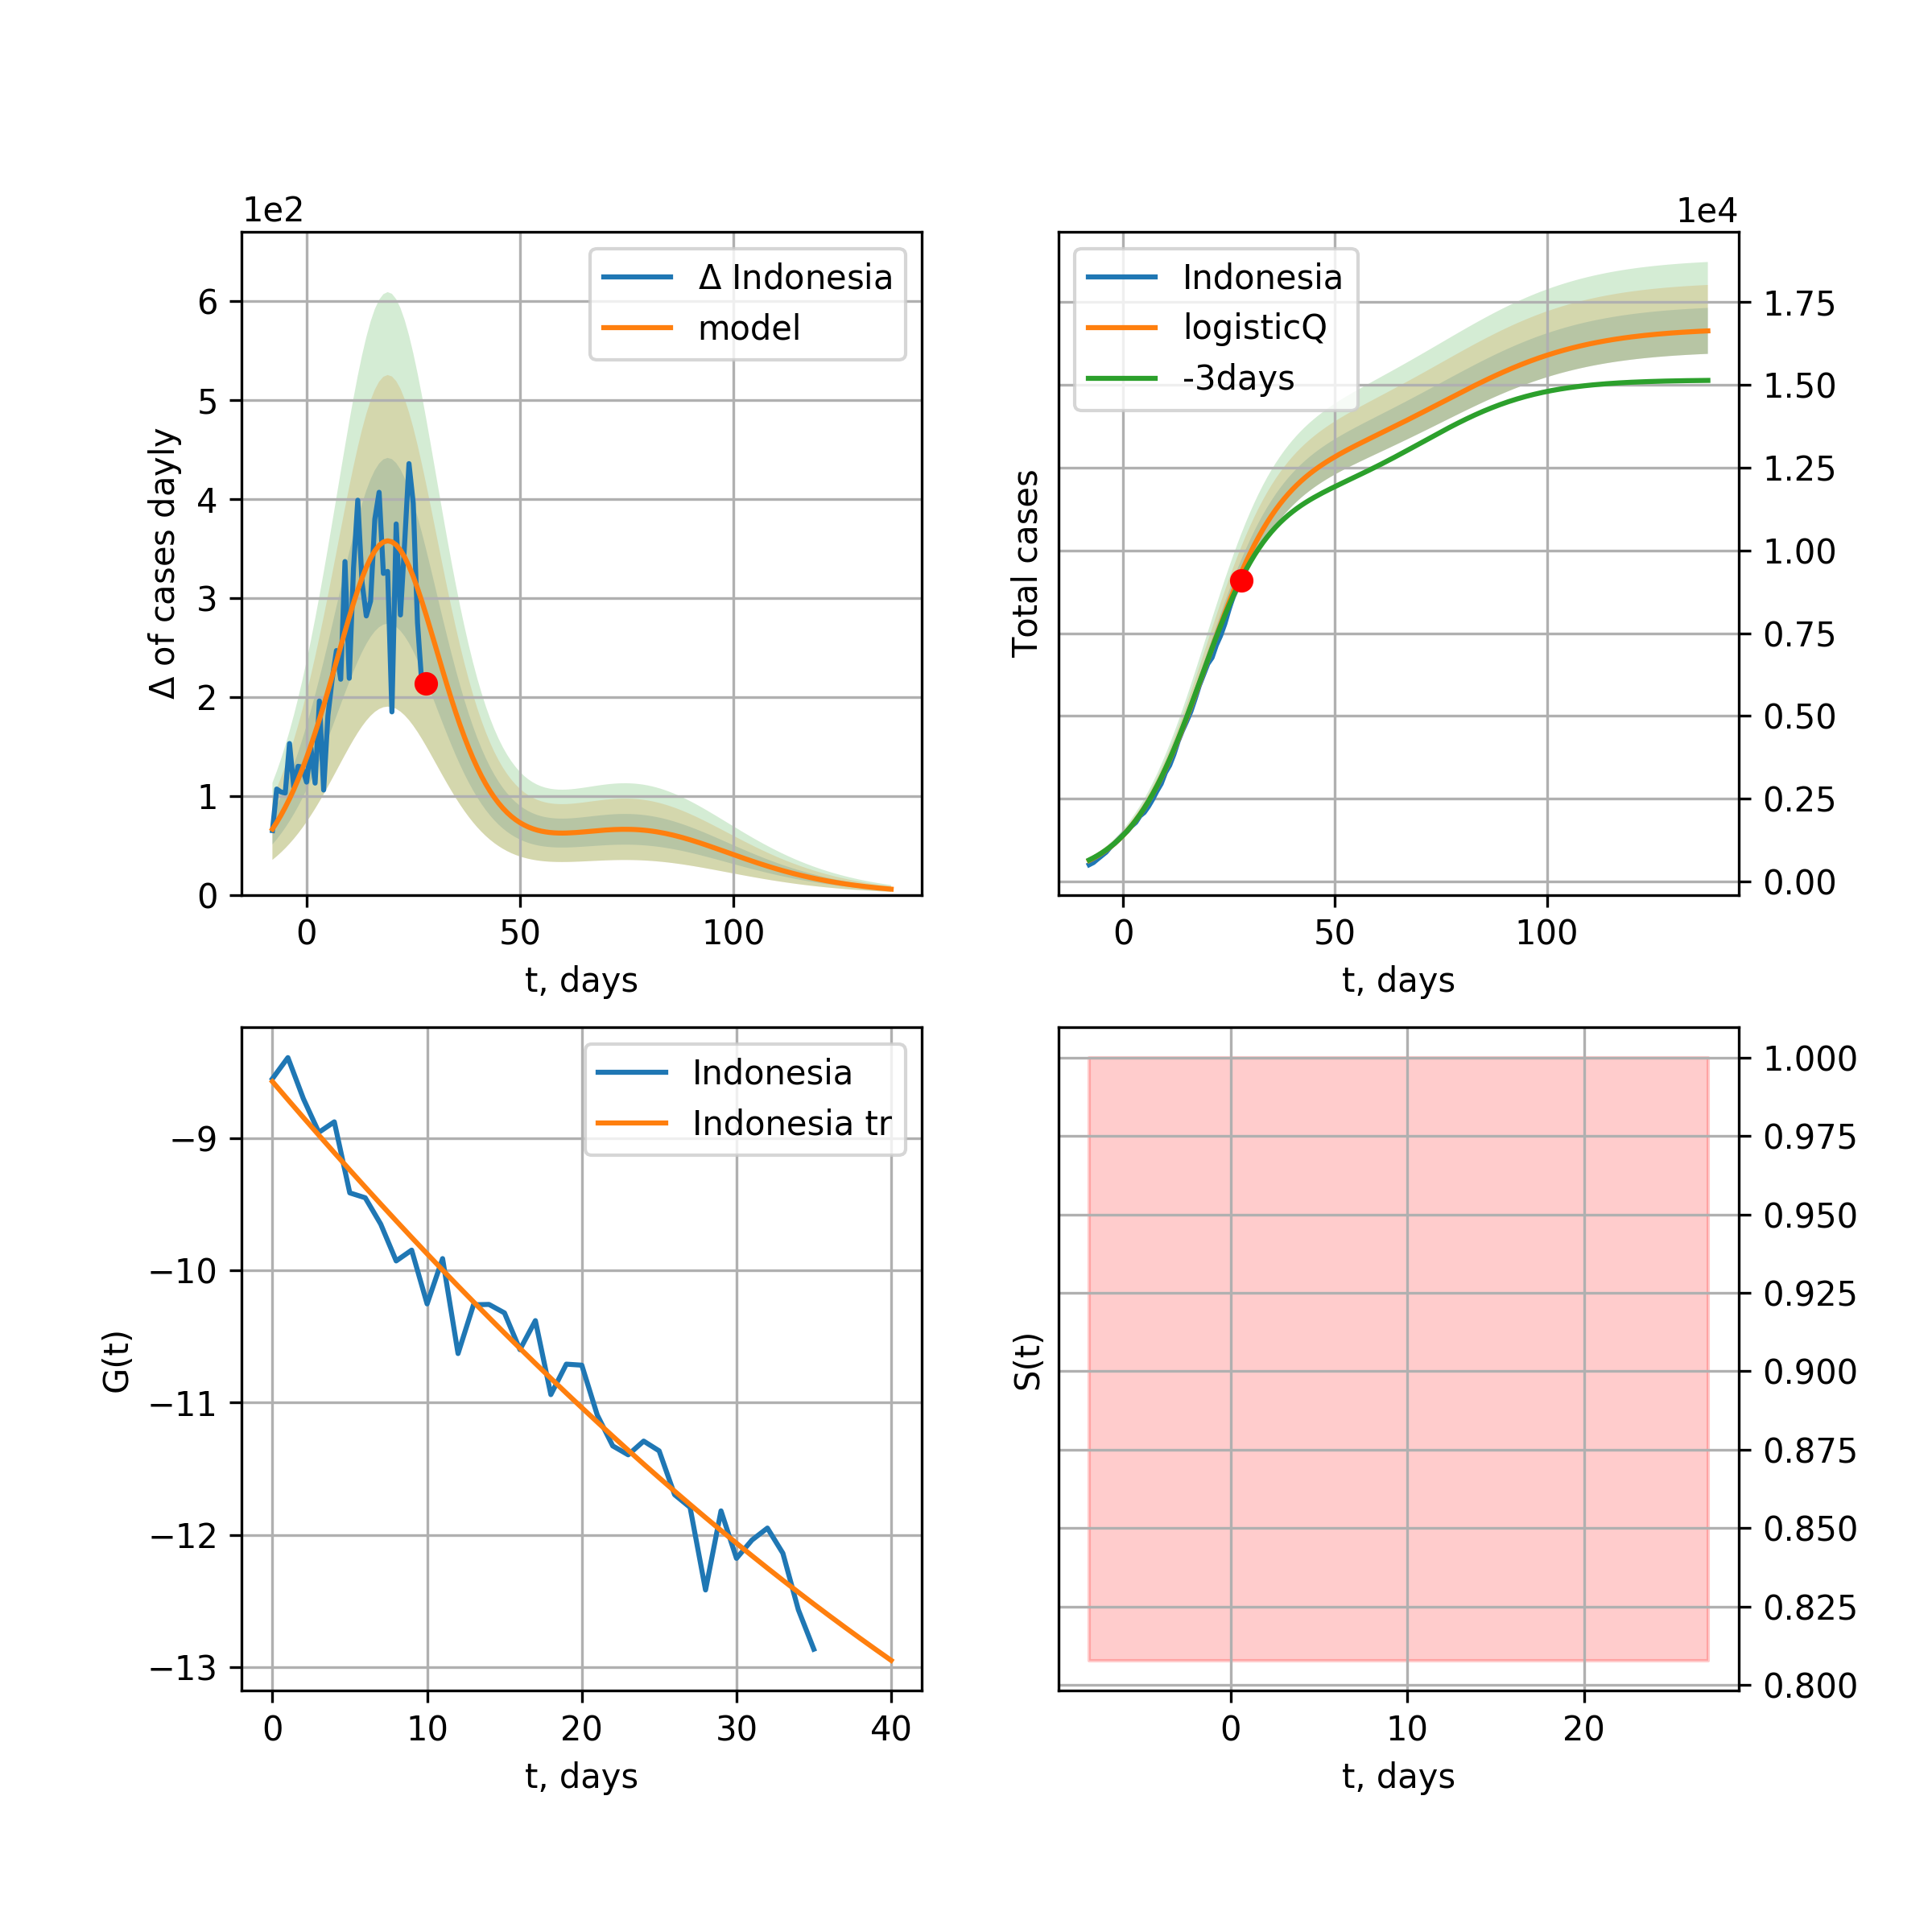 1e2
Δ of cases dayly
6
5
4
3
2
1
0
0 50 100
t, days
Δ Indonesia
model
1e4
Total cases
Indonesia
logisticQ
-3days
1.75
1.50
1.25
1.00
0.75
0.50
0.25
0.00
0 50 100
t, days
G(t)
−9
−10
−11
−12
−13
0 10 20 30 40
t, days
Indonesia
Indonesia tr
S(t)
1.000
0.975
0.950
0.925
0.900
0.875
0.850
0.825
0.800
0 10 20
t, days